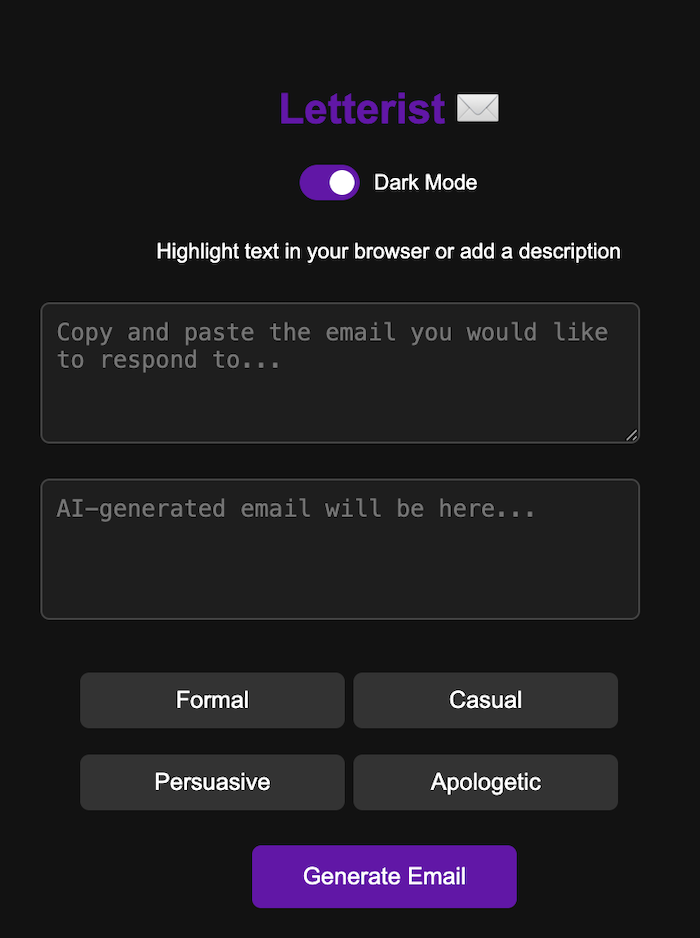 Letterist
Dark Mode
Highlight text in your browser or add a description
Copy and paste the email you would like
to respond to...
AI-generated email will be here...
Formal Casual
Persuasive Apologetic
Generate Email